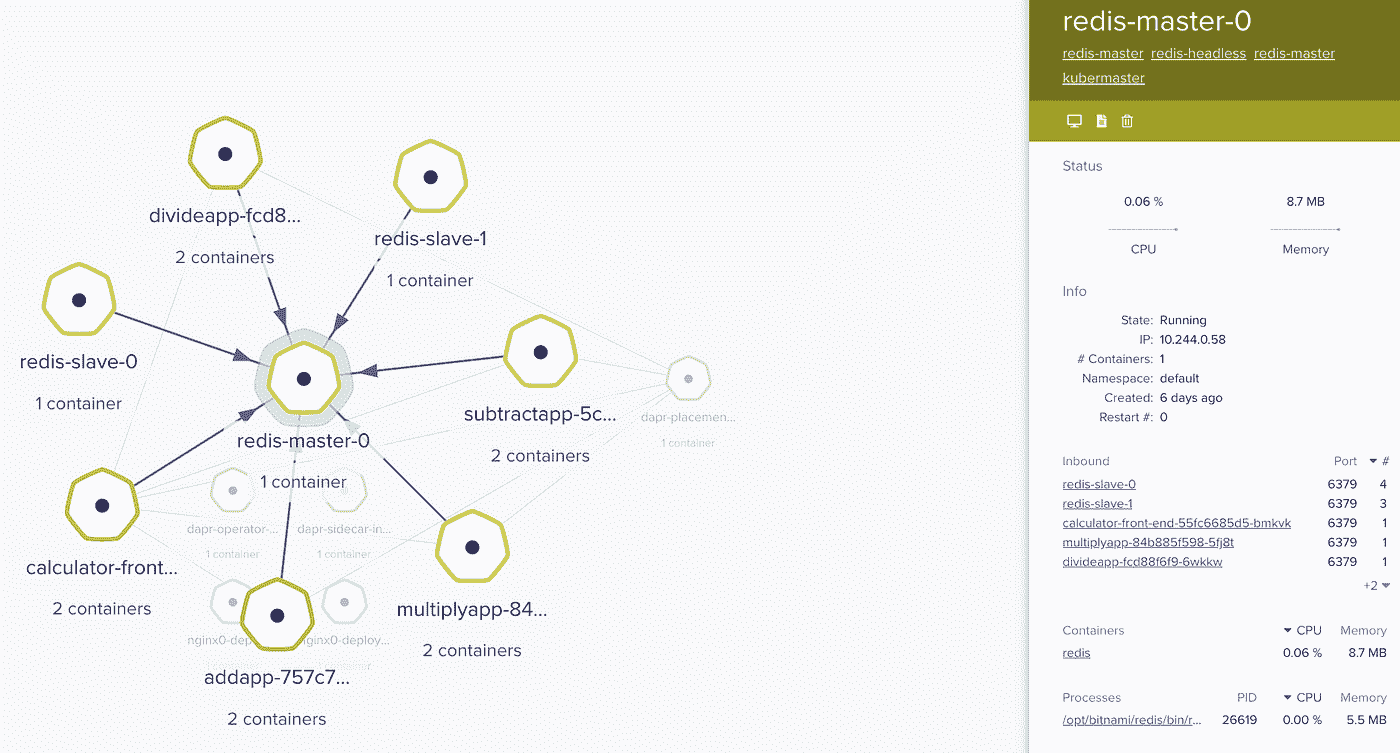 divideapp-fcd8...
2 containers
redis-slave-1
1 container
redis-slave-0
1 container
redis-master-0
1 container
subtractapp-5c...
2 containers
dapr-placemen...
1 container
calculator-front...
2 containers
dapr-operator-...
1 container
dapr-sidecar-in...
1 container
multiplyapp-84...
2 containers
nginx0-dep
nginx0-deploy...
addapp-757c7...
2 containers
redis-master-0
redis-master redis-headless redis-master
kubermaster
Status
0.06 % 8.7 MB
CPU Memory
Info
State: Running
IP: 10.244.0.58
# Containers: 1
Namespace: default
Created: 6 days ago
Restart #: 0
Inbound Port #
redis-slave-0 6379 4
redis-slave-1 6379 3
calculator-front-end-55fc6685d5-bmkvk 6379 1
multiplyapp-84b885f598-5fj8t 6379 1
divideapp-fcd88f6f9-6wkkw 6379 1
+2
Containers CPU Memory
redis 0.06 % 8.7 MB
Processes PID CPU Memory
/opt/bitnami/redis/bin/r... 26619 0.00 % 5.5 MB